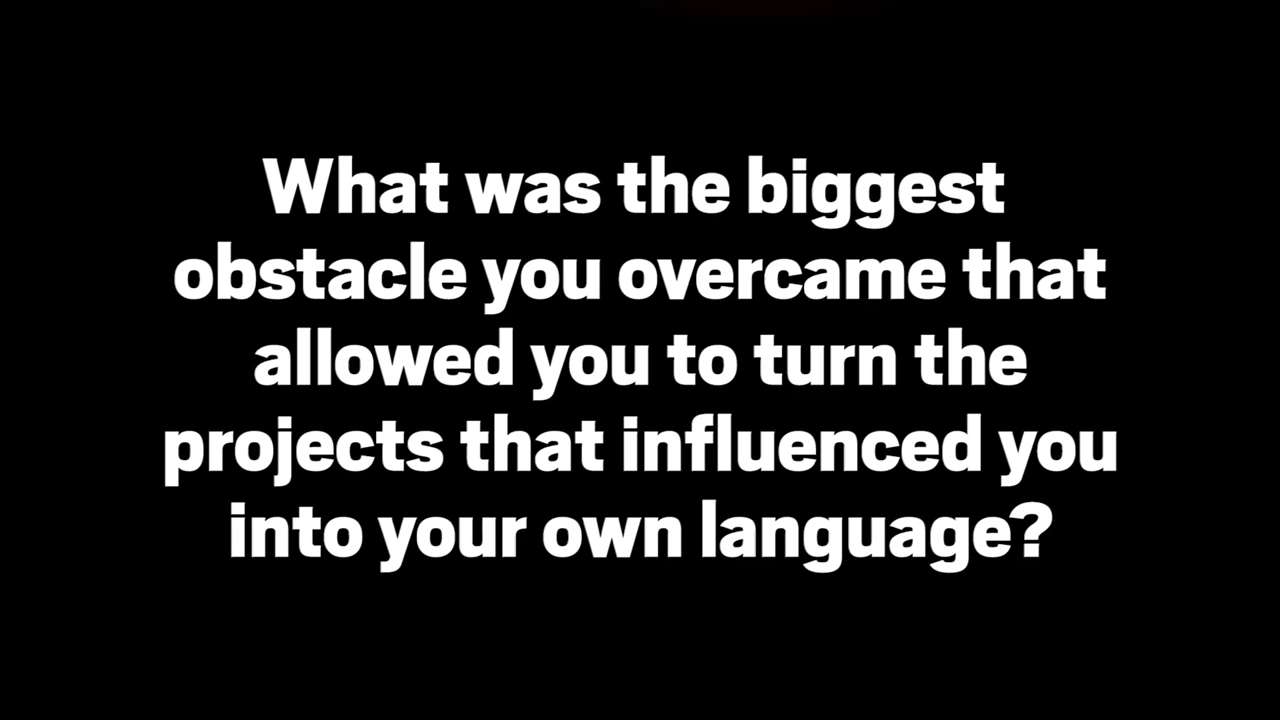 What was the biggest
obstacle you overcame that
allowed you to turn the
projects that influenced you
into your own language?